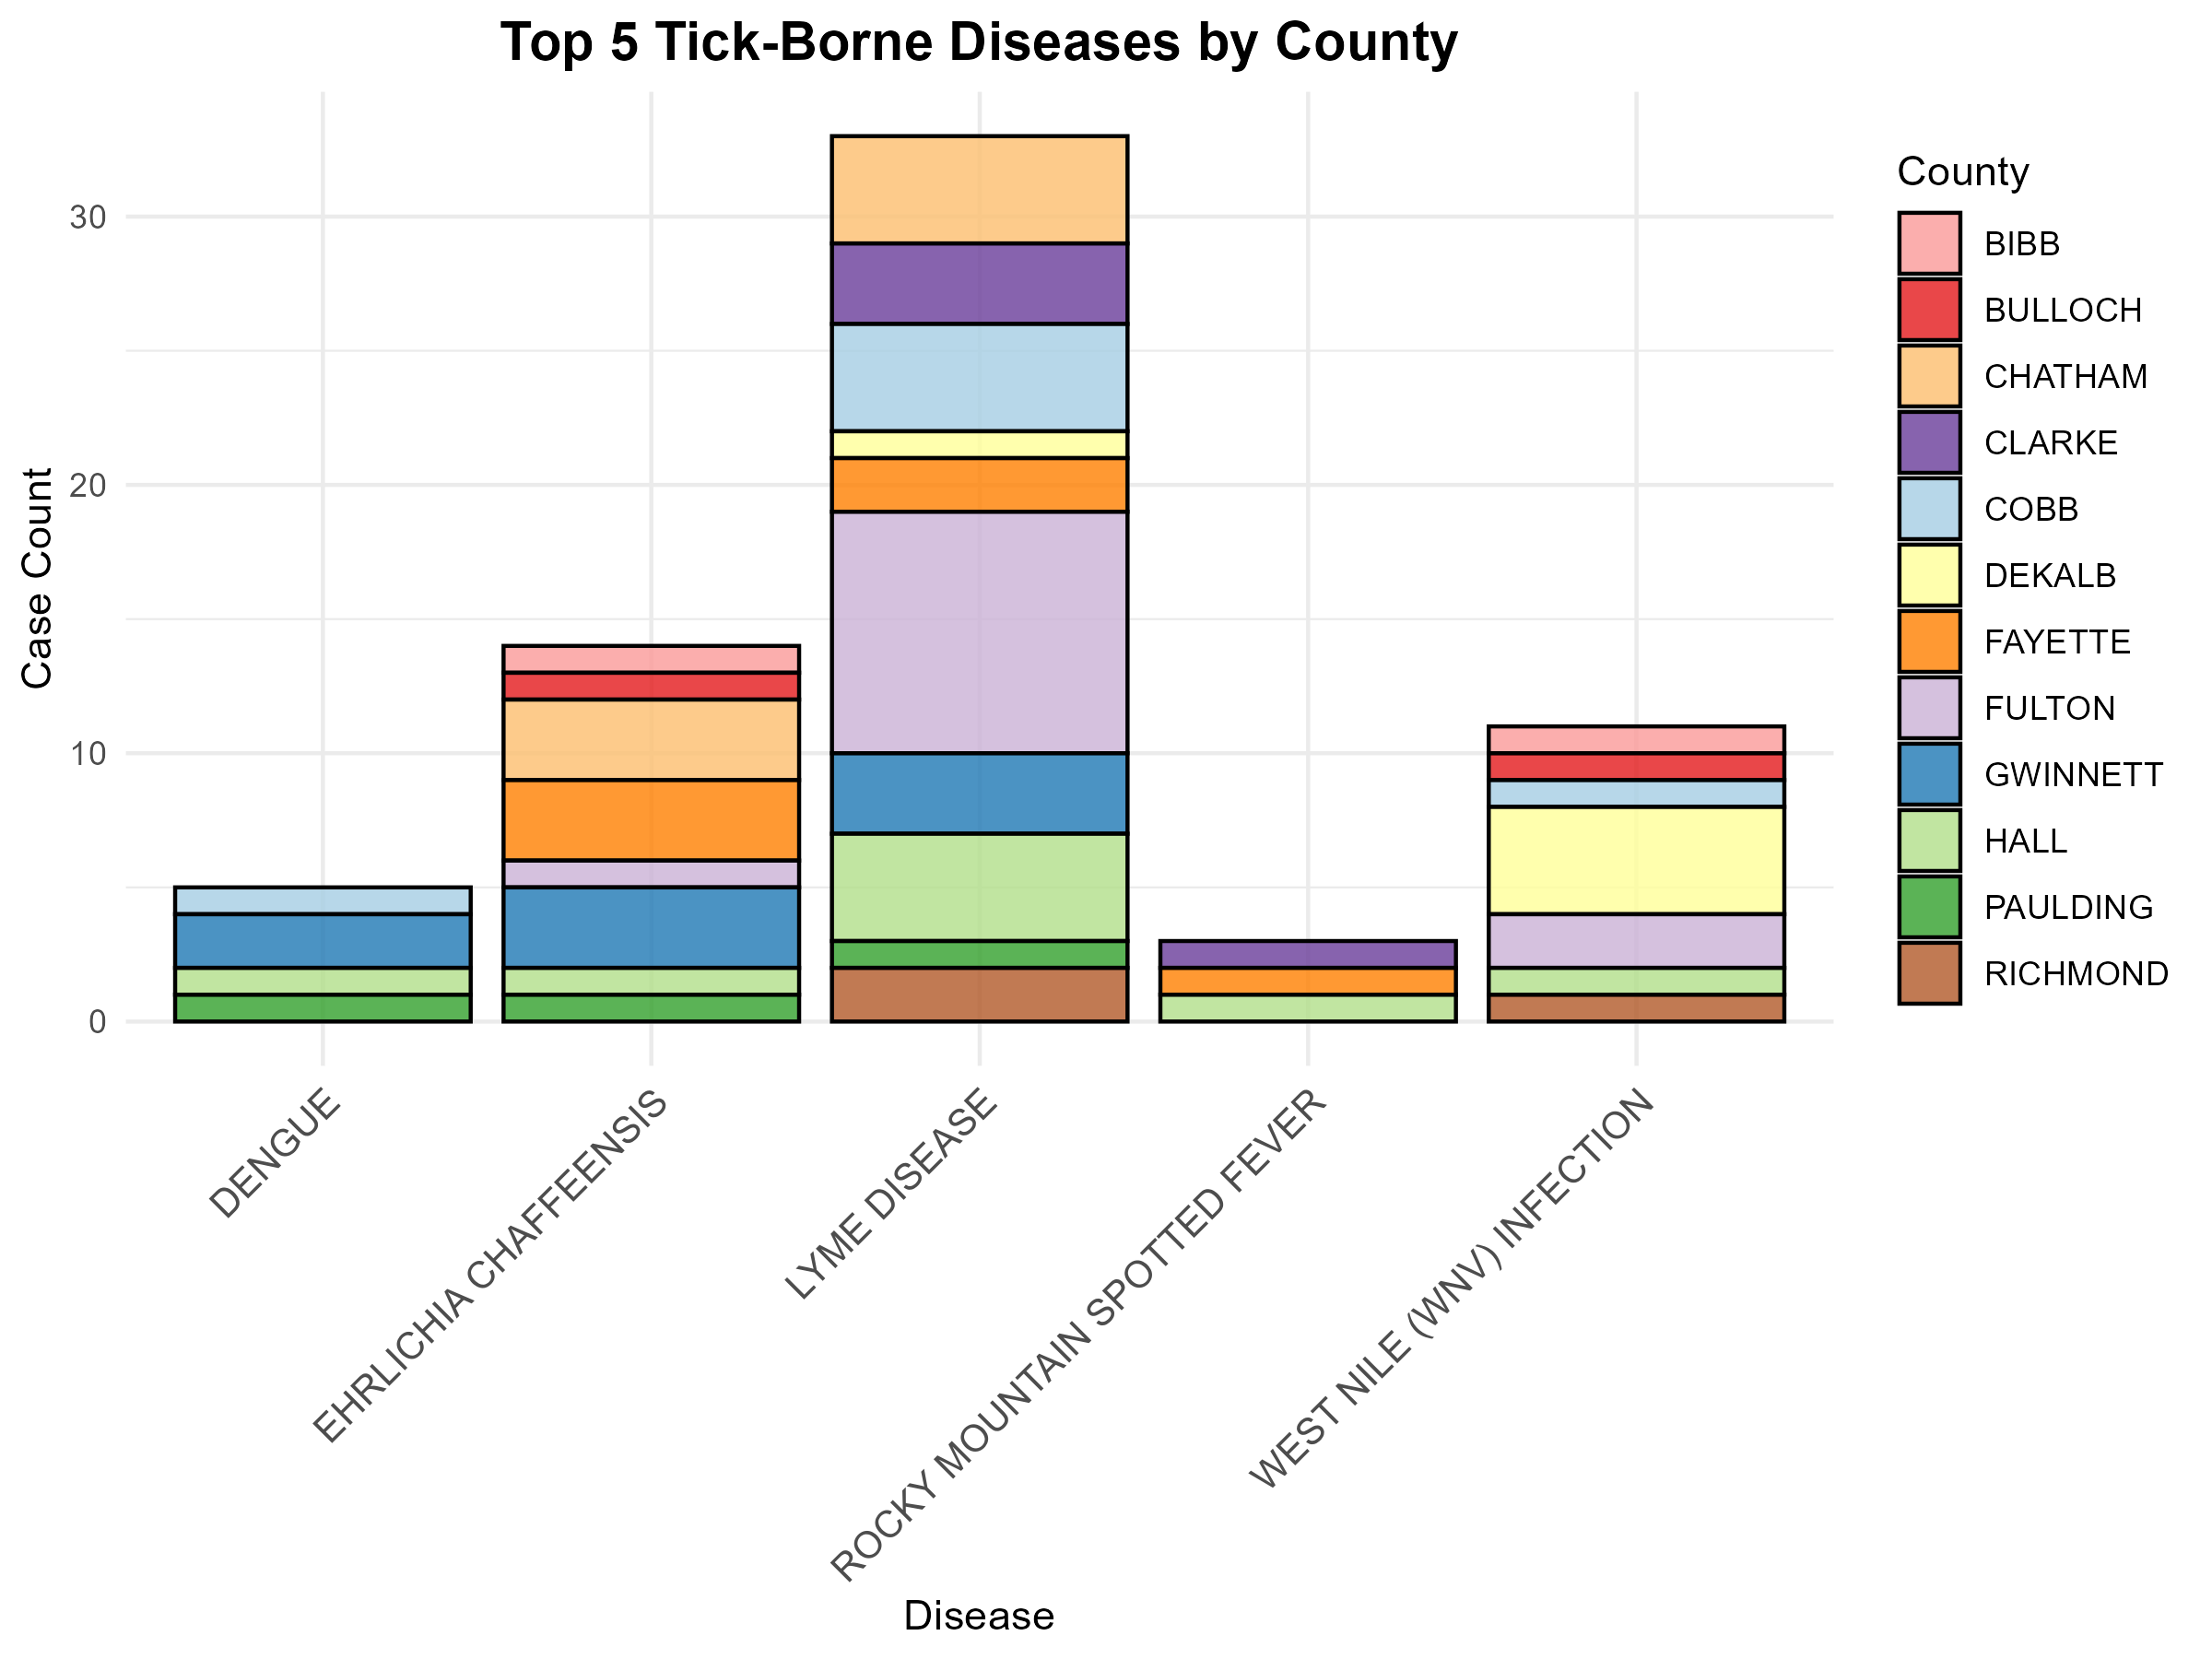 Top 5 Tick-Borne Diseases by County
Case Count
30
20
10
0
DENGUE
EHRLICHIA CHAFFEENSIS
LYME DISEASE
ROCKY MOUNTAIN SPOTTED FEVER
WEST NILE (WNV) INFECTION
Disease
County
BIBB
BULLOCH
CHATHAM
CLARKE
COBB
DEKALB
FAYETTE
FULTON
GWINNETT
HALL
PAULDING
RICHMOND